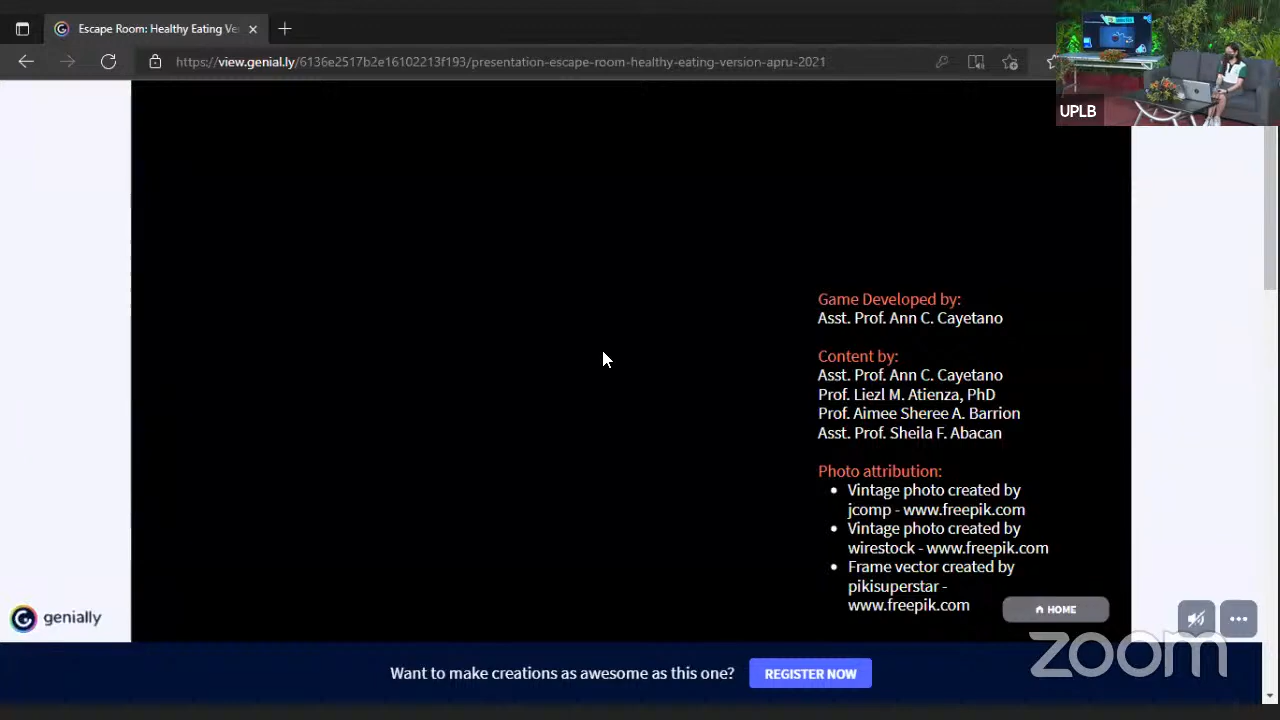 Escape Room: Healthy Eating Ve
https://view.genial.ly/6136e2517b2e16102213f193/presentation-escape-room-healthy-eating-version-apru-2021
UPLB
Game Developed by:
Asst. Prof. Ann C. Cayetano
Content by:
Asst. Prof. Ann C. Cayetano
Prof. Liezl M. Atienza, PhD
Prof. Aimee Sheree A. Barrion
Asst. Prof. Sheila F. Abacan
Photo attribution:
• Vintage photo created by
jcomp - www.freepik.com
• Vintage photo created by
wirestock - www.freepik.com
• Frame vector created by
pikisuperstar -
www.freepik.com
HOME
genially
zoom
Want to make creations as awesome as this one?
REGISTER NOW